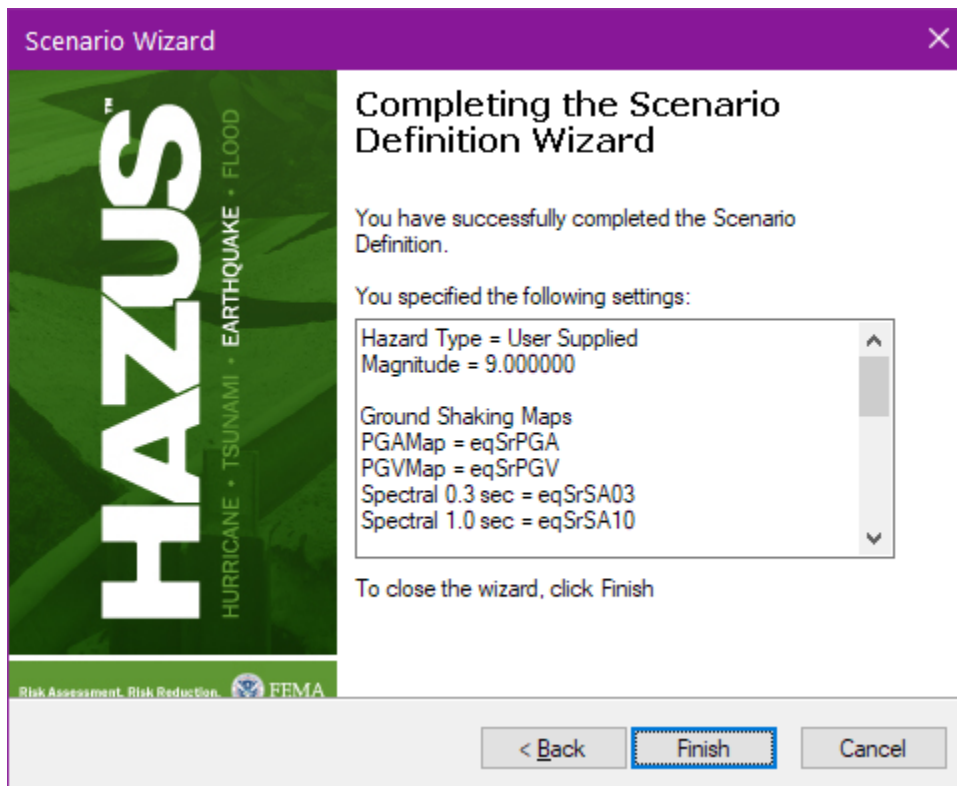 Scenario Wizard
HAZUS™
HURRICANE • TSUNAMI • EARTHQUAKE • FLOOD
Risk Assessment. Risk Reduction. FEMA
Completing the Scenario
Definition Wizard
You have successfully completed the Scenario
Definition.
You specified the following settings:
Hazard Type = User Supplied
Magnitude = 9.000000
Ground Shaking Maps
PGAMap = eqSrPGA
PGVMap = eqSrPGV
Spectral 0.3 sec = eqSrSA03
Spectral 1.0 sec = eqSrSA10
To close the wizard, click Finish
< Back
Finish
Cancel